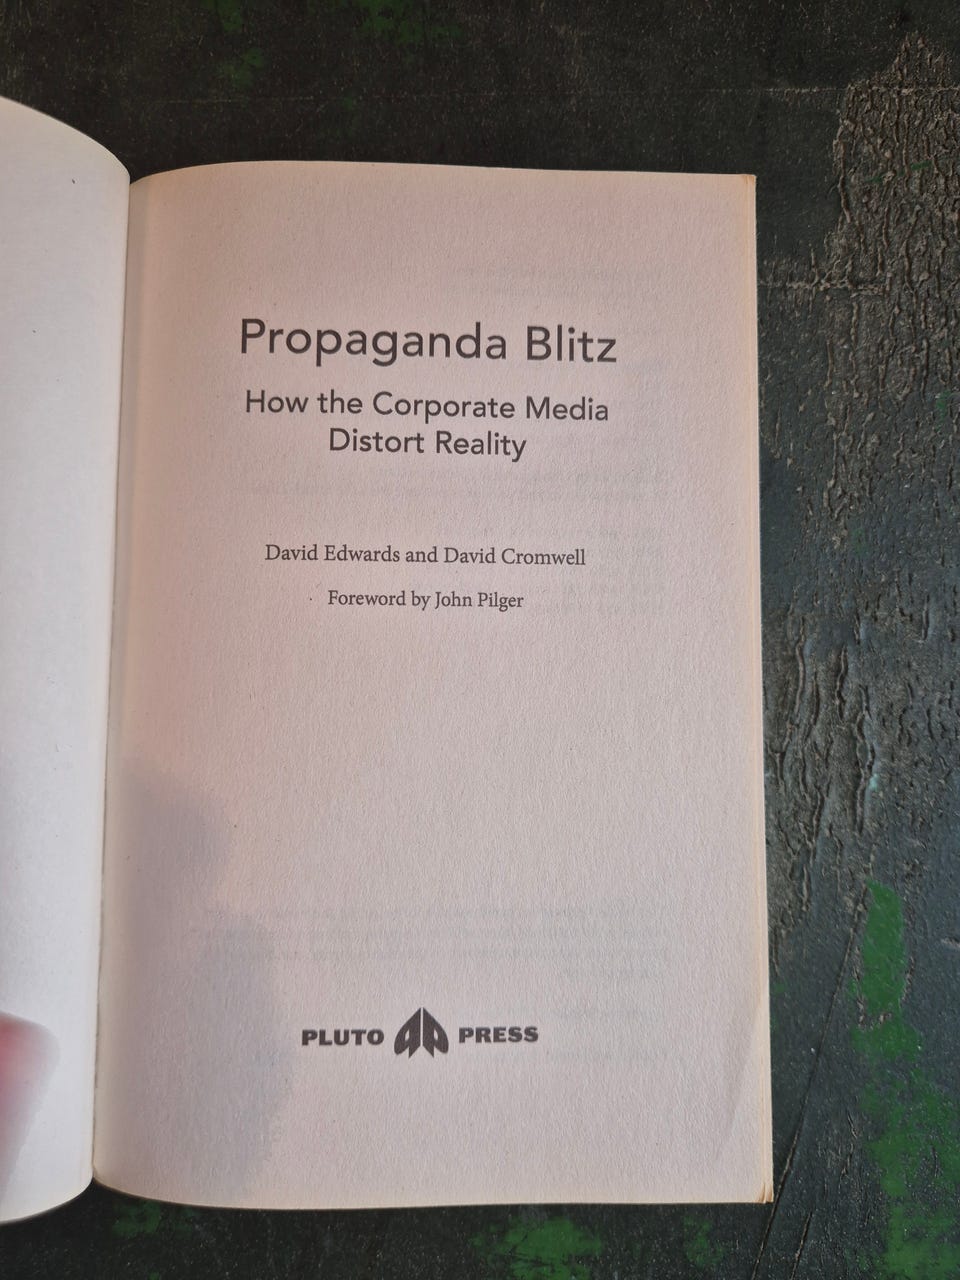 Propaganda Blitz
How the Corporate Media
Distort Reality
David Edwards and David Cromwell
Foreword by John Pilger
PLUTO PRESS